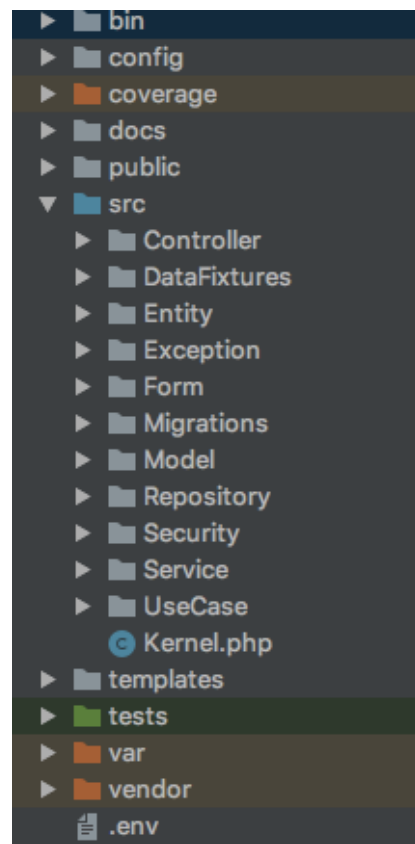 bin
config
coverage
docs
public
src
Controller
DataFixtures
Entity
Exception
Form
Migrations
Model
Repository
Security
Service
UseCase
Kernel.php
templates
tests
var
vendor
.env